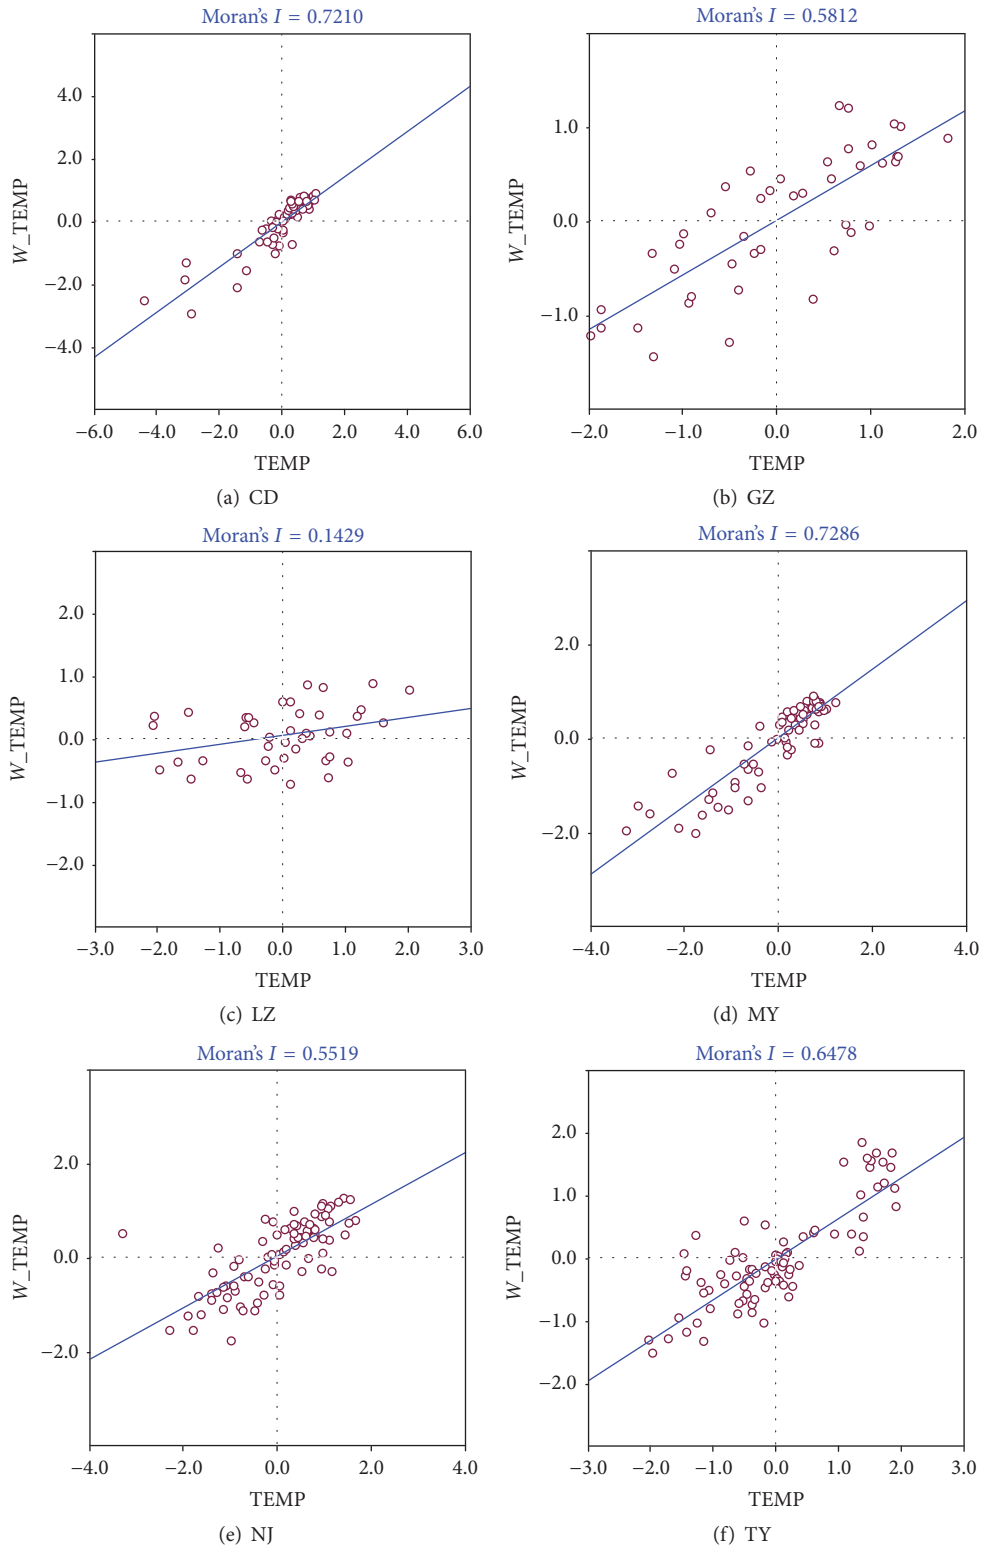 Moran's I = 0.7210
4.0
2.0
0.0
−2.0
−4.0
W_TEMP
−6.0 −4.0 −2.0 0.0 2.0 4.0 6.0
TEMP
(a) CD
Moran's I = 0.5812
1.0
0.0
−1.0
W_TEMP
−2.0 −1.0 0.0 1.0 2.0
TEMP
(b) GZ
Moran's I = 0.1429
2.0
1.0
0.0
−1.0
−2.0
W_TEMP
−3.0 −2.0 −1.0 0.0 1.0 2.0 3.0
TEMP
(c) LZ
Moran's I = 0.7286
2.0
0.0
−2.0
W_TEMP
−4.0 −2.0 0.0 2.0 4.0
TEMP
(d) MY
Moran's I = 0.5519
2.0
0.0
−2.0
W_TEMP
−4.0 −2.0 0.0 2.0 4.0
TEMP
(e) NJ
Moran's I = 0.6478
2.0
1.0
0.0
−1.0
−2.0
W_TEMP
−3.0 −2.0 −1.0 0.0 1.0 2.0 3.0
TEMP
(f) TY